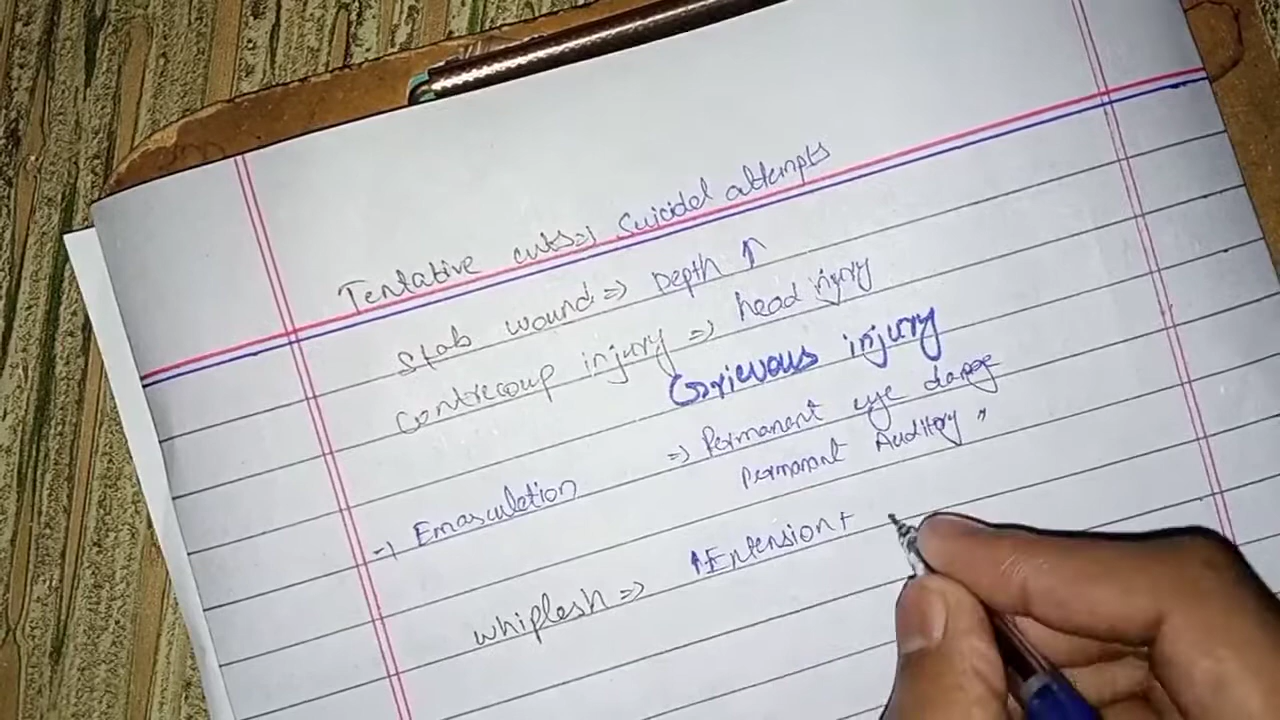 Tentative cuts => Suicidal attempts
Stab wound => Depth ↑
Contrecoup injury => head injury
Grievous injury
=> Permanent eye damage
Permanant Auditory "
=> Emasculation
Whiplash => ↑Extension +